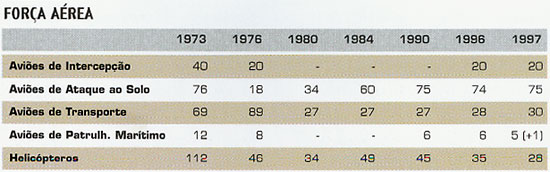 FORÇA AÉREA
1973 1976 1980 1984 1990 1996 1997
Aviões de Intercepção 40 20 - - - 20 20
Aviões de Ataque ao Solo 76 18 34 60 75 74 75
Aviões de Transporte 69 89 27 27 27 28 30
Aviões de Patrulh. Marítimo 12 8 - - 6 6 5 (+1)
Helicópteros 112 46 34 49 45 35 28